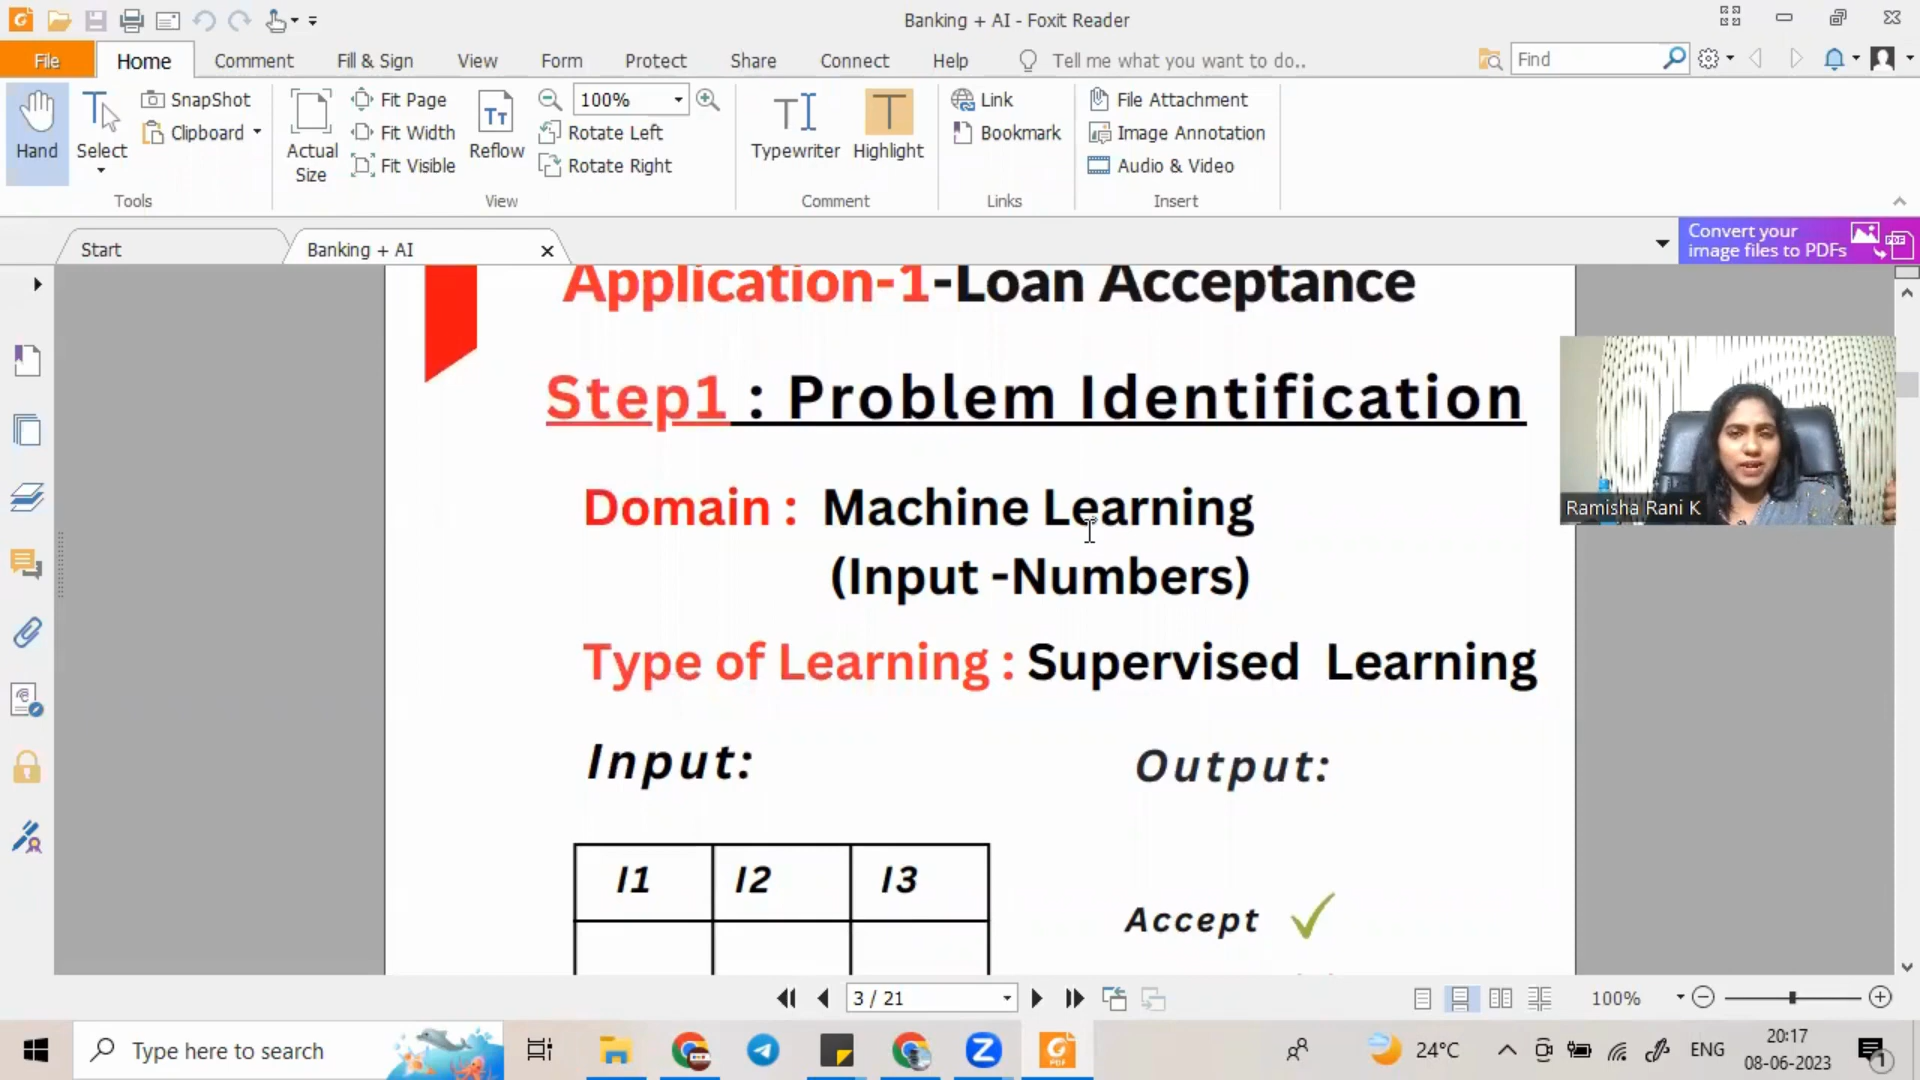 Banking + AI - Foxit Reader
File Home Comment Fill & Sign View Form Protect Share Connect Help Tell me what you want to do.. Find
Hand
Select
SnapShot
Clipboard
Tools
Actual Size
Fit Page
Fit Width
Fit Visible
Reflow
100%
Rotate Left
Rotate Right
View
Typewriter
Highlight
Comment
Link
Bookmark
Links
File Attachment
Image Annotation
Audio & Video
Insert
Start
Banking + AI
Convert your
image files to PDFs
Application-1-Loan Acceptance
Step1 : Problem Identification
Domain : Machine Learning
(Input -Numbers)
Type of Learning : Supervised Learning
Input:
Output:
I1 I2 I3
Accept
Ramisha Rani K
3 / 21
100%
Type here to search
24°C
ENG
20:17
08-06-2023
1